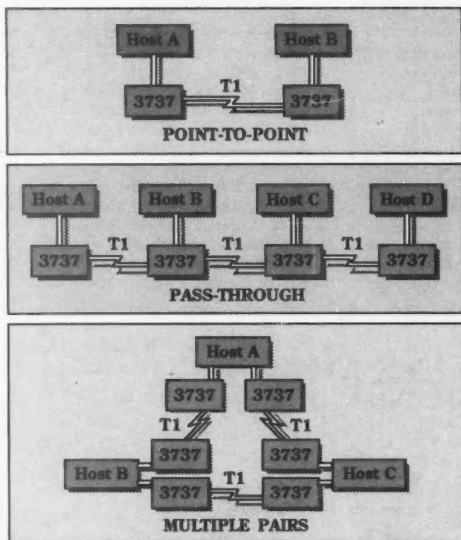 Host A Host B
T1
3737 3737
POINT-TO-POINT
Host A Host B Host C Host D
T1 T1 T1
3737 3737 3737 3737
PASS-THROUGH
Host A
3737 3737
T1 T1
3737 3737
Host B Host C
T1
3737 3737
MULTIPLE PAIRS